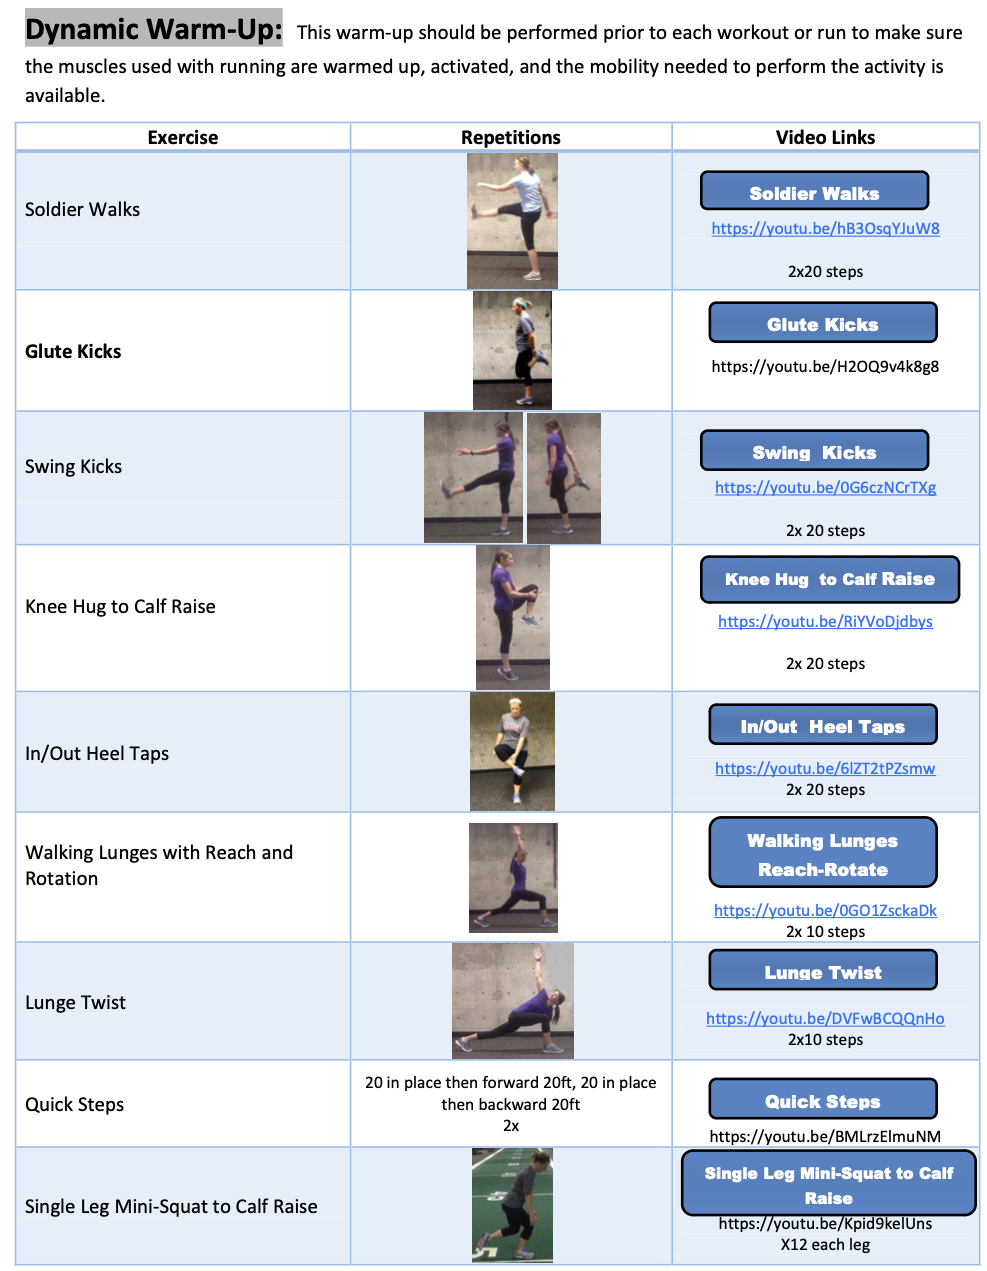 Dynamic Warm-Up: This warm-up should be performed prior to each workout or run to make sure
the muscles used with running are warmed up, activated, and the mobility needed to perform the activity is
available.
Exercise Repetitions Video Links
Soldier Walks
Soldier Walks
https://youtu.be/hB3OsqYJuW8
2x20 steps
Glute Kicks
Glute Kicks
https://youtu.be/H2OQ9v4k8g8
Swing Kicks
Swing Kicks
https://youtu.be/0G6czNCrTXg
2x 20 steps
Knee Hug to Calf Raise
Knee Hug to Calf Raise
https://youtu.be/RiYVoDjdbys
2x 20 steps
In/Out Heel Taps
In/Out Heel Taps
https://youtu.be/6lZT2tPZsmw
2x 20 steps
Walking Lunges with Reach and
Rotation
Walking Lunges
Reach-Rotate
https://youtu.be/0GO1ZsckaDk
2x 10 steps
Lunge Twist
Lunge Twist
https://youtu.be/DVFwBCQQnHo
2x10 steps
Quick Steps
20 in place then forward 20ft, 20 in place
then backward 20ft
2x
Quick Steps
https://youtu.be/BMLrzElmuNM
Single Leg Mini-Squat to Calf Raise
Single Leg Mini-Squat to Calf
Raise
https://youtu.be/Kpid9kelUns
X12 each leg